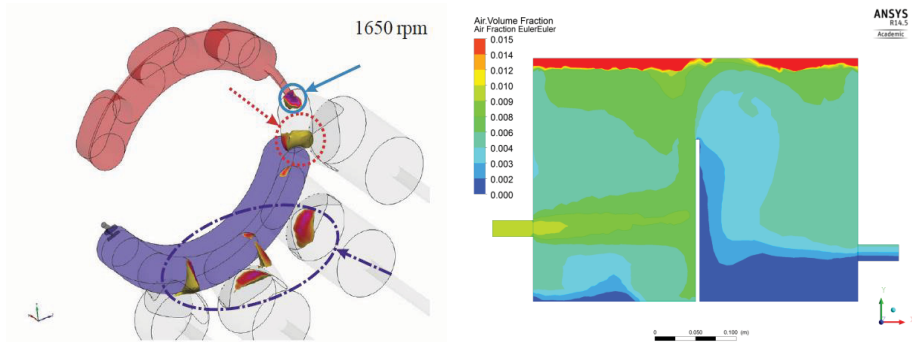 1650 rpm
Air.Volume Fraction
Air Fraction EulerEuler
0.015
0.014
0.012
0.010
0.009
0.008
0.006
0.005
0.003
0.002
0.000
ANSYS
R14.5
Academic
0 0.050 0.100 (m)
Y